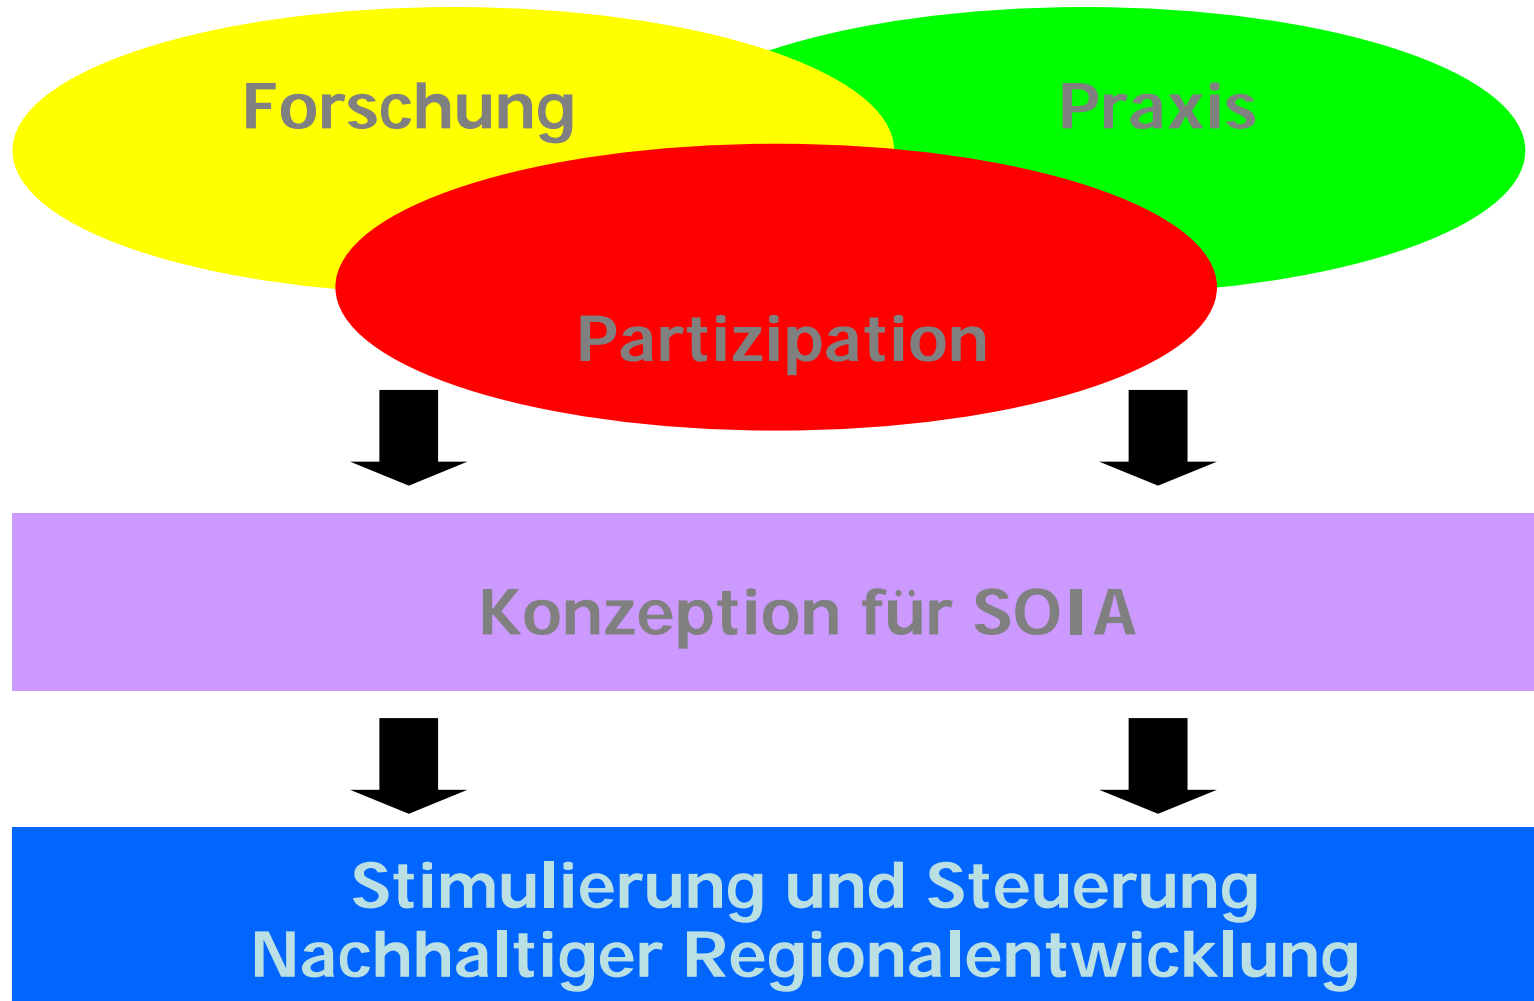 Forschung
Praxis
Partizipation
Konzeption für SOIA
Stimulierung und Steuerung
Nachhaltiger Regionalentwicklung